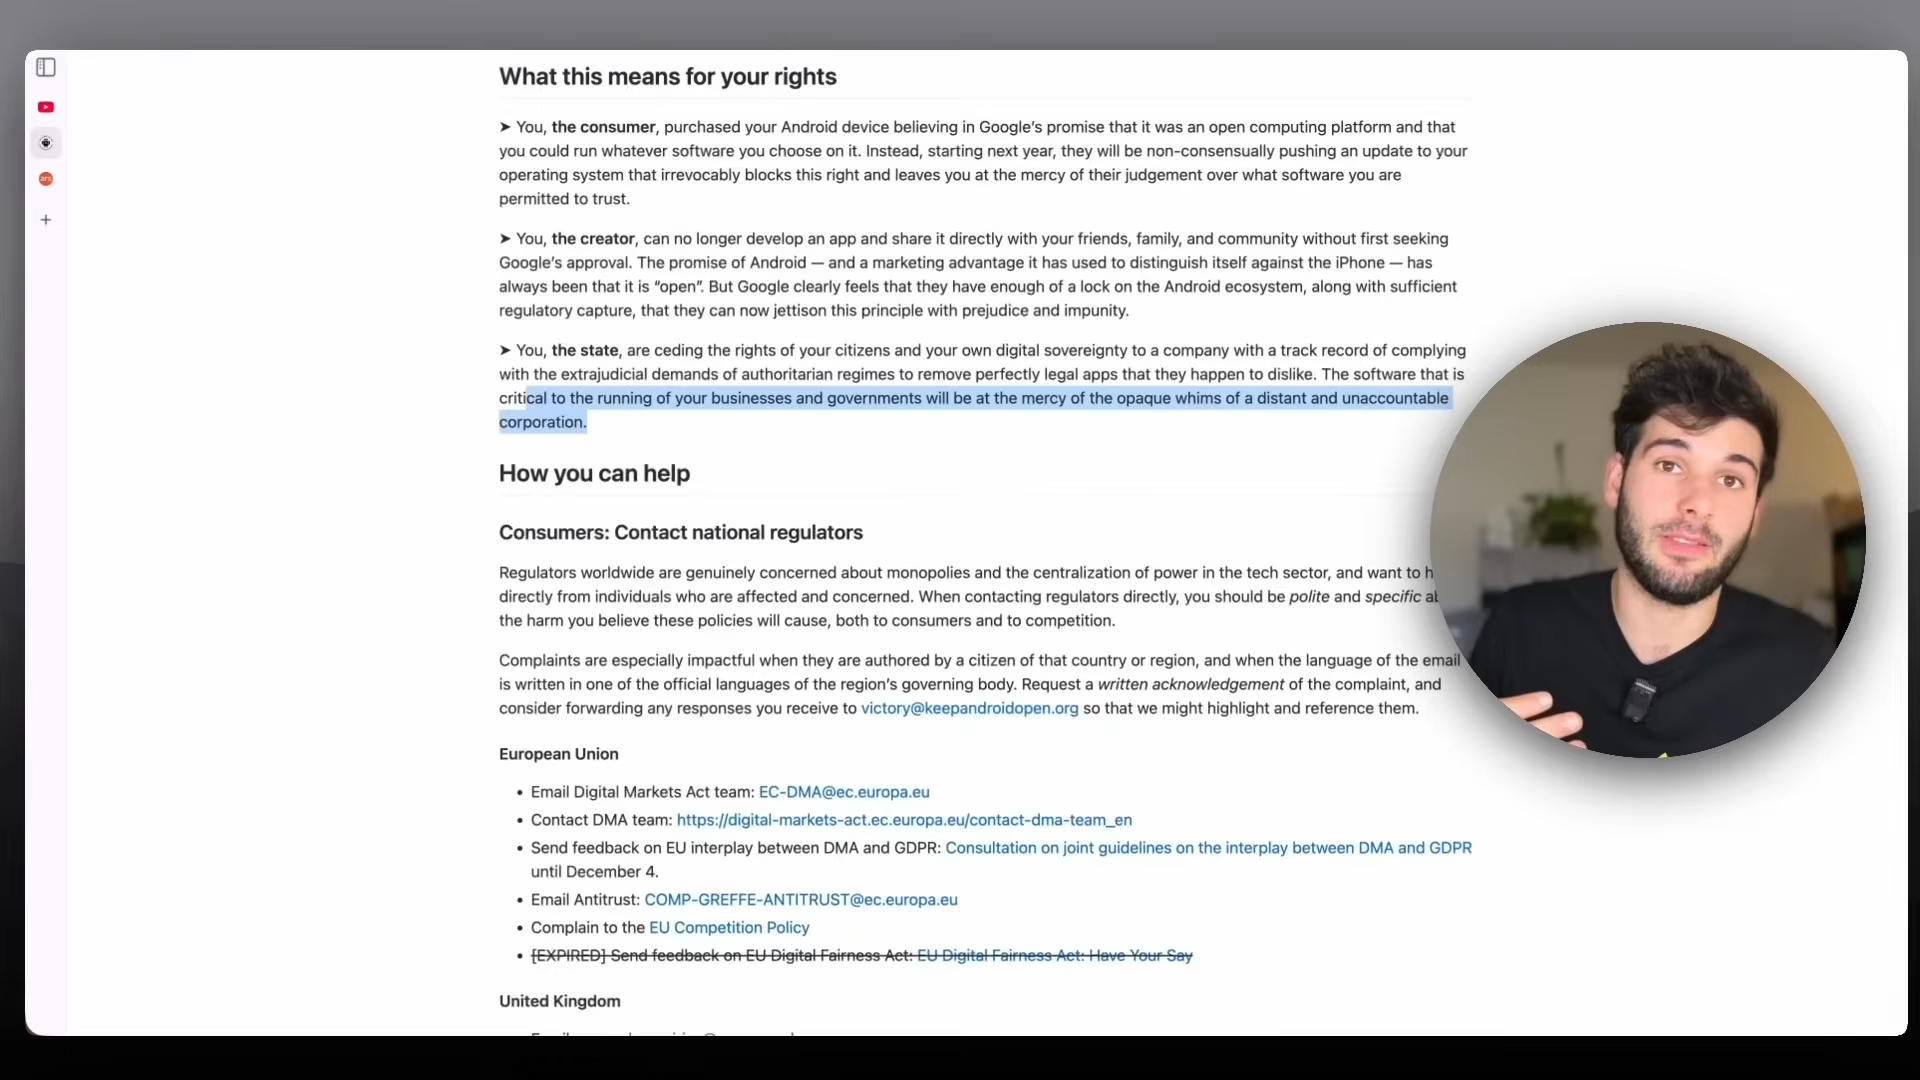 What this means for your rights
➤ You, the consumer, purchased your Android device believing in Google’s promise that it was an open computing platform and that
you could run whatever software you choose on it. Instead, starting next year, they will be non-consensually pushing an update to your
operating system that irrevocably blocks this right and leaves you at the mercy of their judgement over what software you are
permitted to trust.
➤ You, the creator, can no longer develop an app and share it directly with your friends, family, and community without first seeking
Google’s approval. The promise of Android — and a marketing advantage it has used to distinguish itself against the iPhone — has
always been that it is “open”. But Google clearly feels that they have enough of a lock on the Android ecosystem, along with sufficient
regulatory capture, that they can now jettison this principle with prejudice and impunity.
➤ You, the state, are ceding the rights of your citizens and your own digital sovereignty to a company with a track record of complying
with the extrajudicial demands of authoritarian regimes to remove perfectly legal apps that they happen to dislike. The software that is
critical to the running of your businesses and governments will be at the mercy of the opaque whims of a distant and unaccountable
corporation.
How you can help
Consumers: Contact national regulators
Regulators worldwide are genuinely concerned about monopolies and the centralization of power in the tech sector, and want to
directly from individuals who are affected and concerned. When contacting regulators directly, you should be polite and specific
the harm you believe these policies will cause, both to consumers and to competition.
Complaints are especially impactful when they are authored by a citizen of that country or region, and when the language of the email
is written in one of the official languages of the region’s governing body. Request a written acknowledgement of the complaint, and
consider forwarding any responses you receive to victory@keepandroidopen.org so that we might highlight and reference them.
European Union
• Email Digital Markets Act team: EC-DMA@ec.europa.eu
• Contact DMA team: https://digital-markets-act.ec.europa.eu/contact-dma-team_en
• Send feedback on EU interplay between DMA and GDPR: Consultation on joint guidelines on the interplay between DMA and GDPR
until December 4.
• Email Antitrust: COMP-GREFFE-ANTITRUST@ec.europa.eu
• Complain to the EU Competition Policy
• [EXPIRED] Send feedback on EU Digital Fairness Act: EU Digital Fairness Act: Have Your Say
United Kingdom